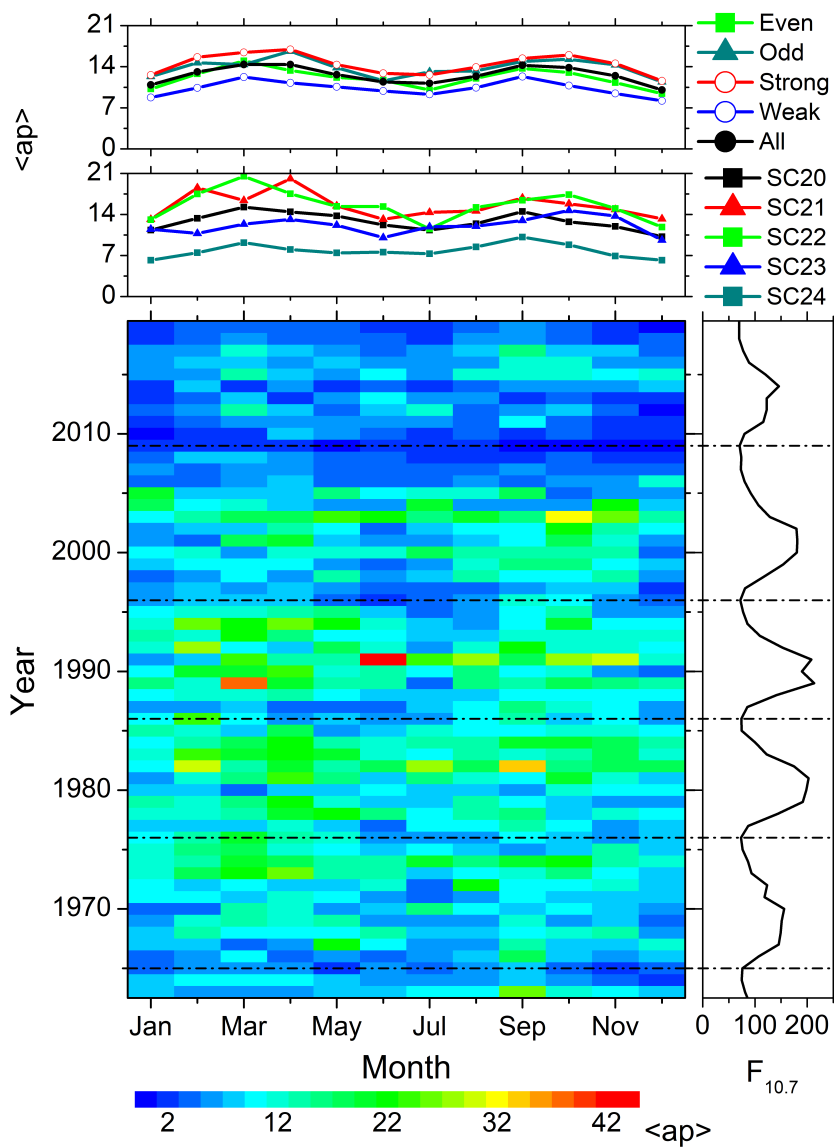 21
14
7
0
Even
Odd
Strong
Weak
All
<ap>
21
14
7
0
SC20
SC21
SC22
SC23
SC24
2010
2000
1990
1980
1970
Year
Jan Mar May Jul Sep Nov
Month
0 100 200
F10.7
2 12 22 32 42 <ap>